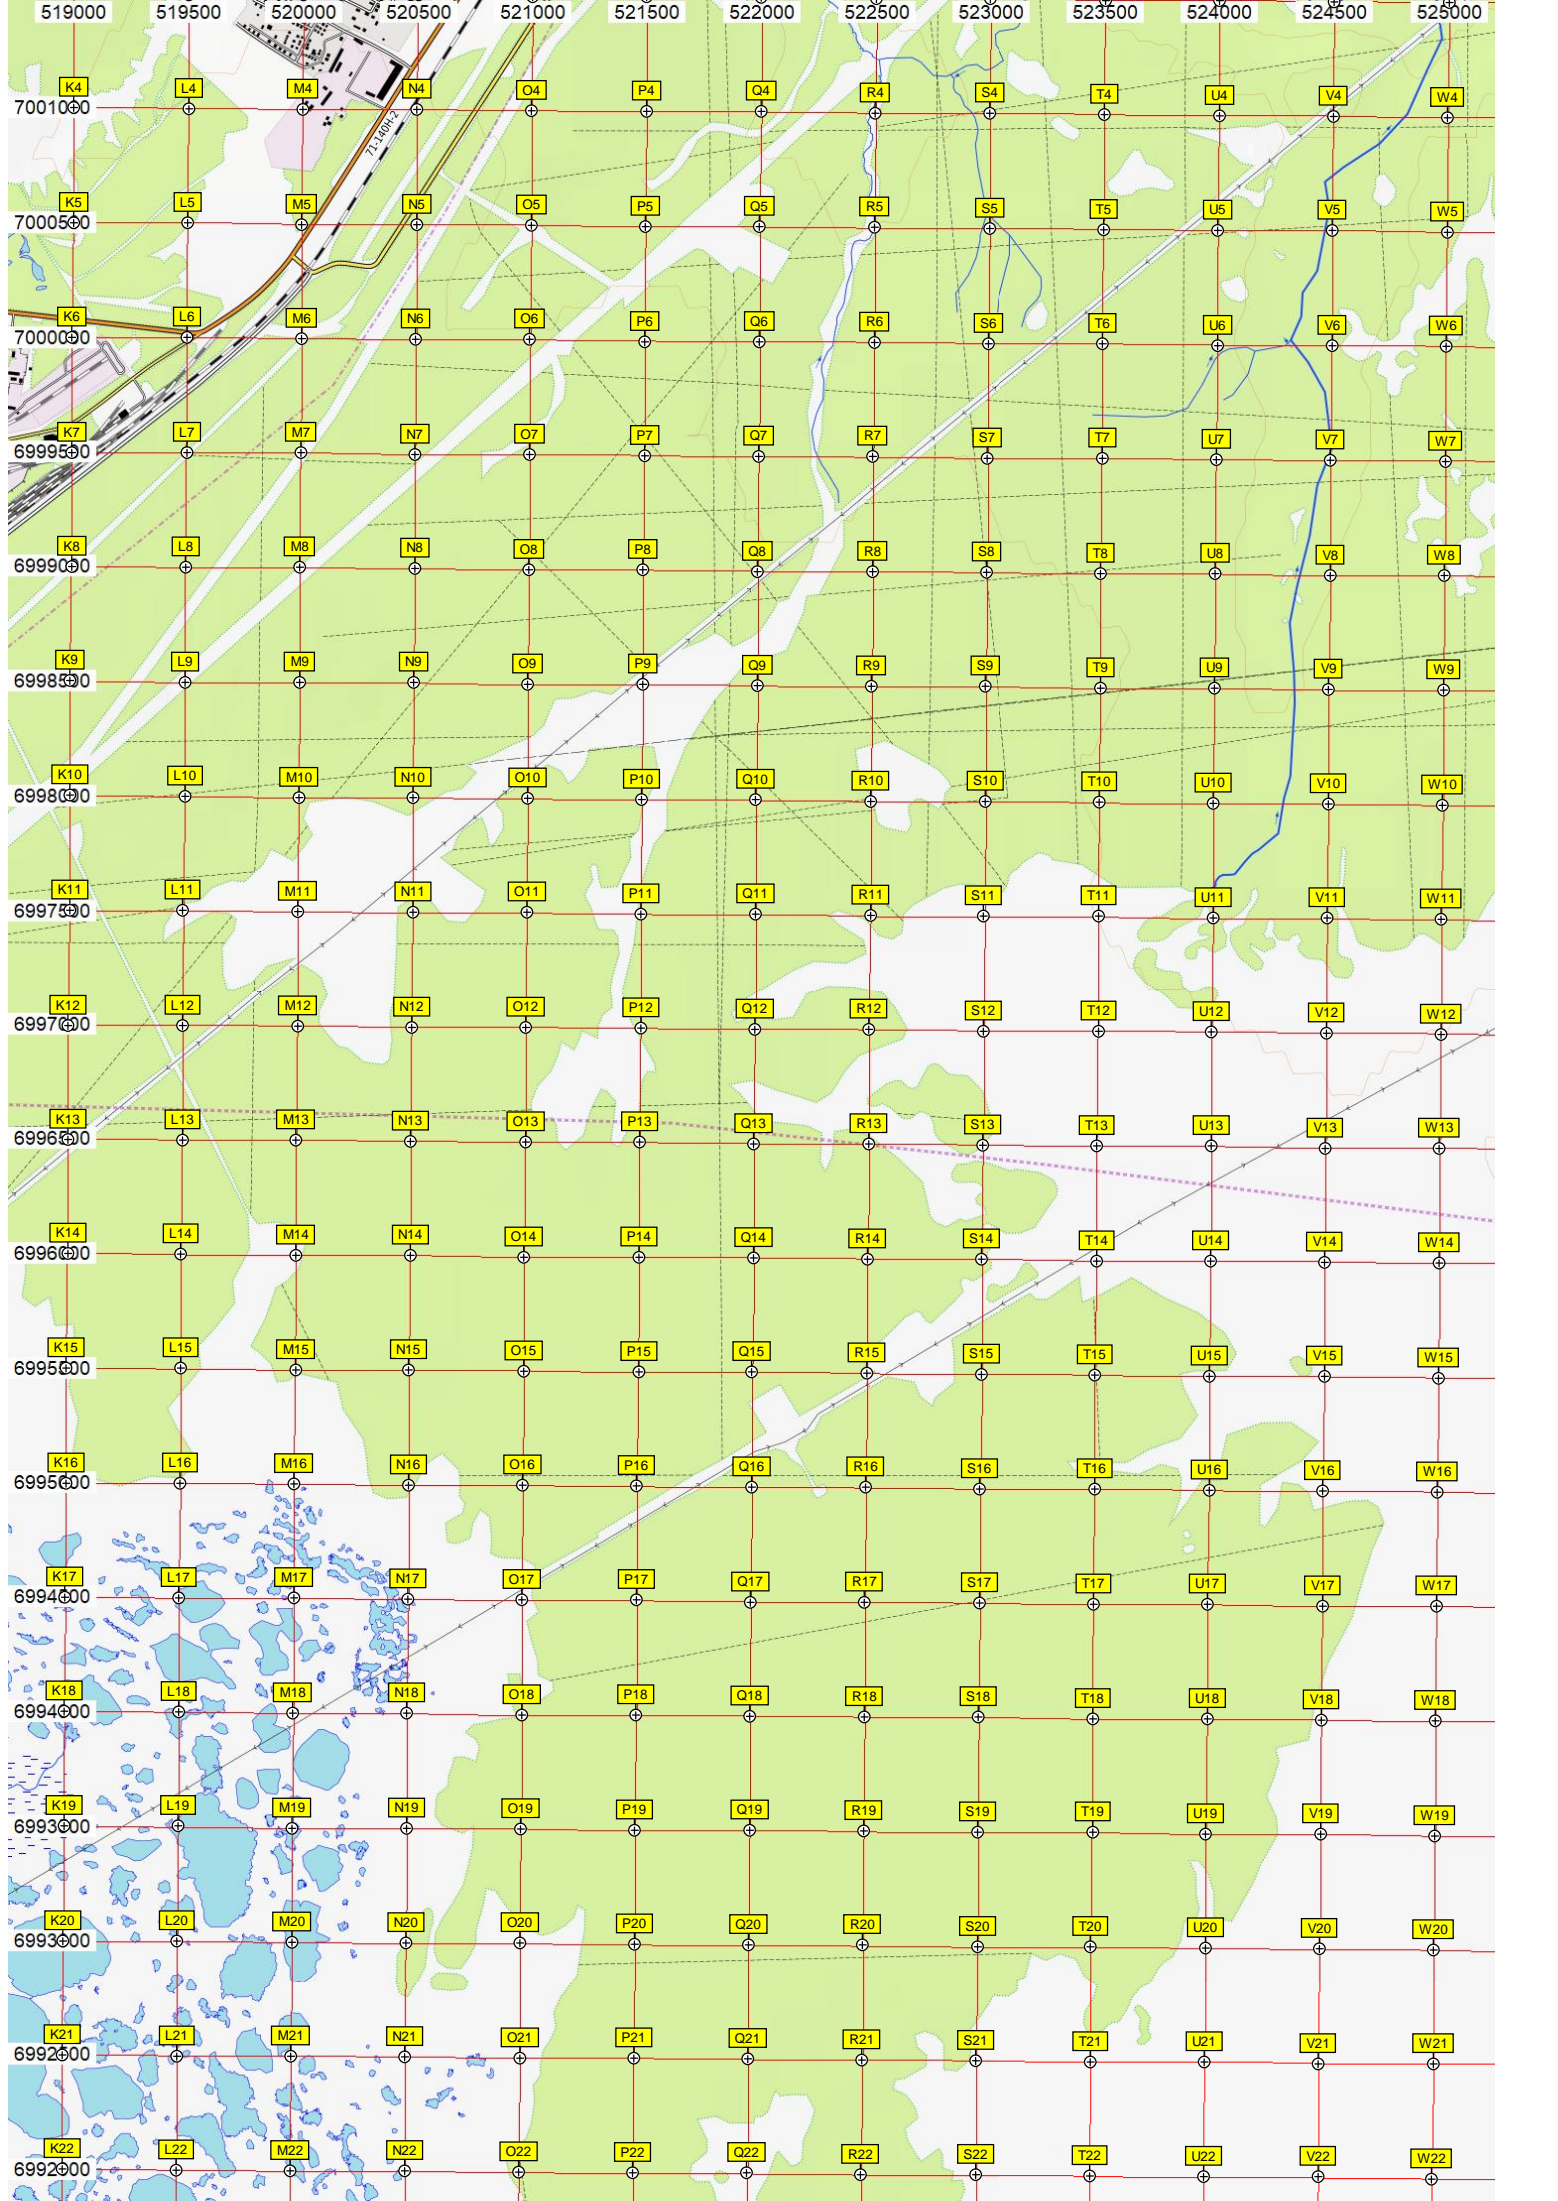 519000 519500 520000 520500 521000 521500 522000 522500 523000 523500 524000 524500 525000
K4 L4 M4 N4 O4 P4 Q4 R4 S4 T4 U4 V4 W4
7001000
71-140H-2
K5 L5 M5 N5 O5 P5 Q5 R5 S5 T5 U5 V5 W5
7000500
K6 L6 M6 N6 O6 P6 Q6 R6 S6 T6 U6 V6 W6
7000000
K7 L7 M7 N7 O7 P7 Q7 R7 S7 T7 U7 V7 W7
6999500
K8 L8 M8 N8 O8 P8 Q8 R8 S8 T8 U8 V8 W8
6999000
K9 L9 M9 N9 O9 P9 Q9 R9 S9 T9 U9 V9 W9
6998500
K10 L10 M10 N10 O10 P10 Q10 R10 S10 T10 U10 V10 W10
6998000
K11 L11 M11 N11 O11 P11 Q11 R11 S11 T11 U11 V11 W11
6997500
K12 L12 M12 N12 O12 P12 Q12 R12 S12 T12 U12 V12 W12
6997000
K13 L13 M13 N13 O13 P13 Q13 R13 S13 T13 U13 V13 W13
6996500
K14 L14 M14 N14 O14 P14 Q14 R14 S14 T14 U14 V14 W14
6996000
K15 L15 M15 N15 O15 P15 Q15 R15 S15 T15 U15 V15 W15
6995500
K16 L16 M16 N16 O16 P16 Q16 R16 S16 T16 U16 V16 W16
6995000
K17 L17 M17 N17 O17 P17 Q17 R17 S17 T17 U17 V17 W17
6994500
K18 L18 M18 N18 O18 P18 Q18 R18 S18 T18 U18 V18 W18
6994000
K19 L19 M19 N19 O19 P19 Q19 R19 S19 T19 U19 V19 W19
6993500
K20 L20 M20 N20 O20 P20 Q20 R20 S20 T20 U20 V20 W20
6993000
K21 L21 M21 N21 O21 P21 Q21 R21 S21 T21 U21 V21 W21
6992500
K22 L22 M22 N22 O22 P22 Q22 R22 S22 T22 U22 V22 W22
6992000